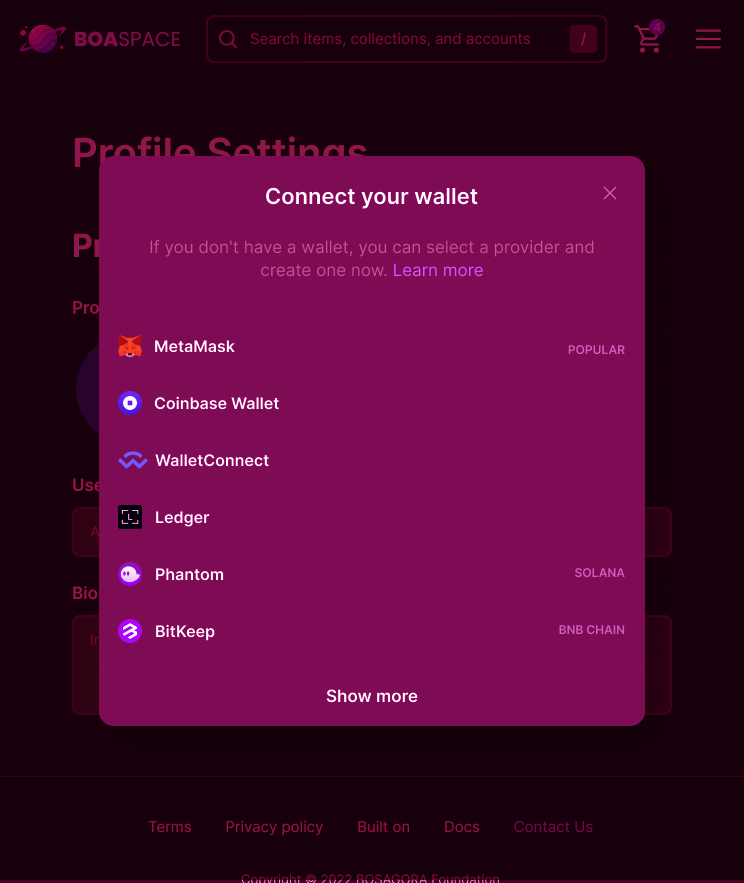 BOASPACE
Search items, collections, and accounts
/
4
Profile Settings
Connect your wallet
If you don't have a wallet, you can select a provider and
create one now. Learn more
MetaMask
POPULAR
Coinbase Wallet
WalletConnect
Ledger
Phantom
SOLANA
BitKeep
BNB CHAIN
Show more
Pr
Pro
Use
Bio
Terms Privacy policy Built on Docs Contact Us
Copyright © 2022 BOSAGORA Foundation